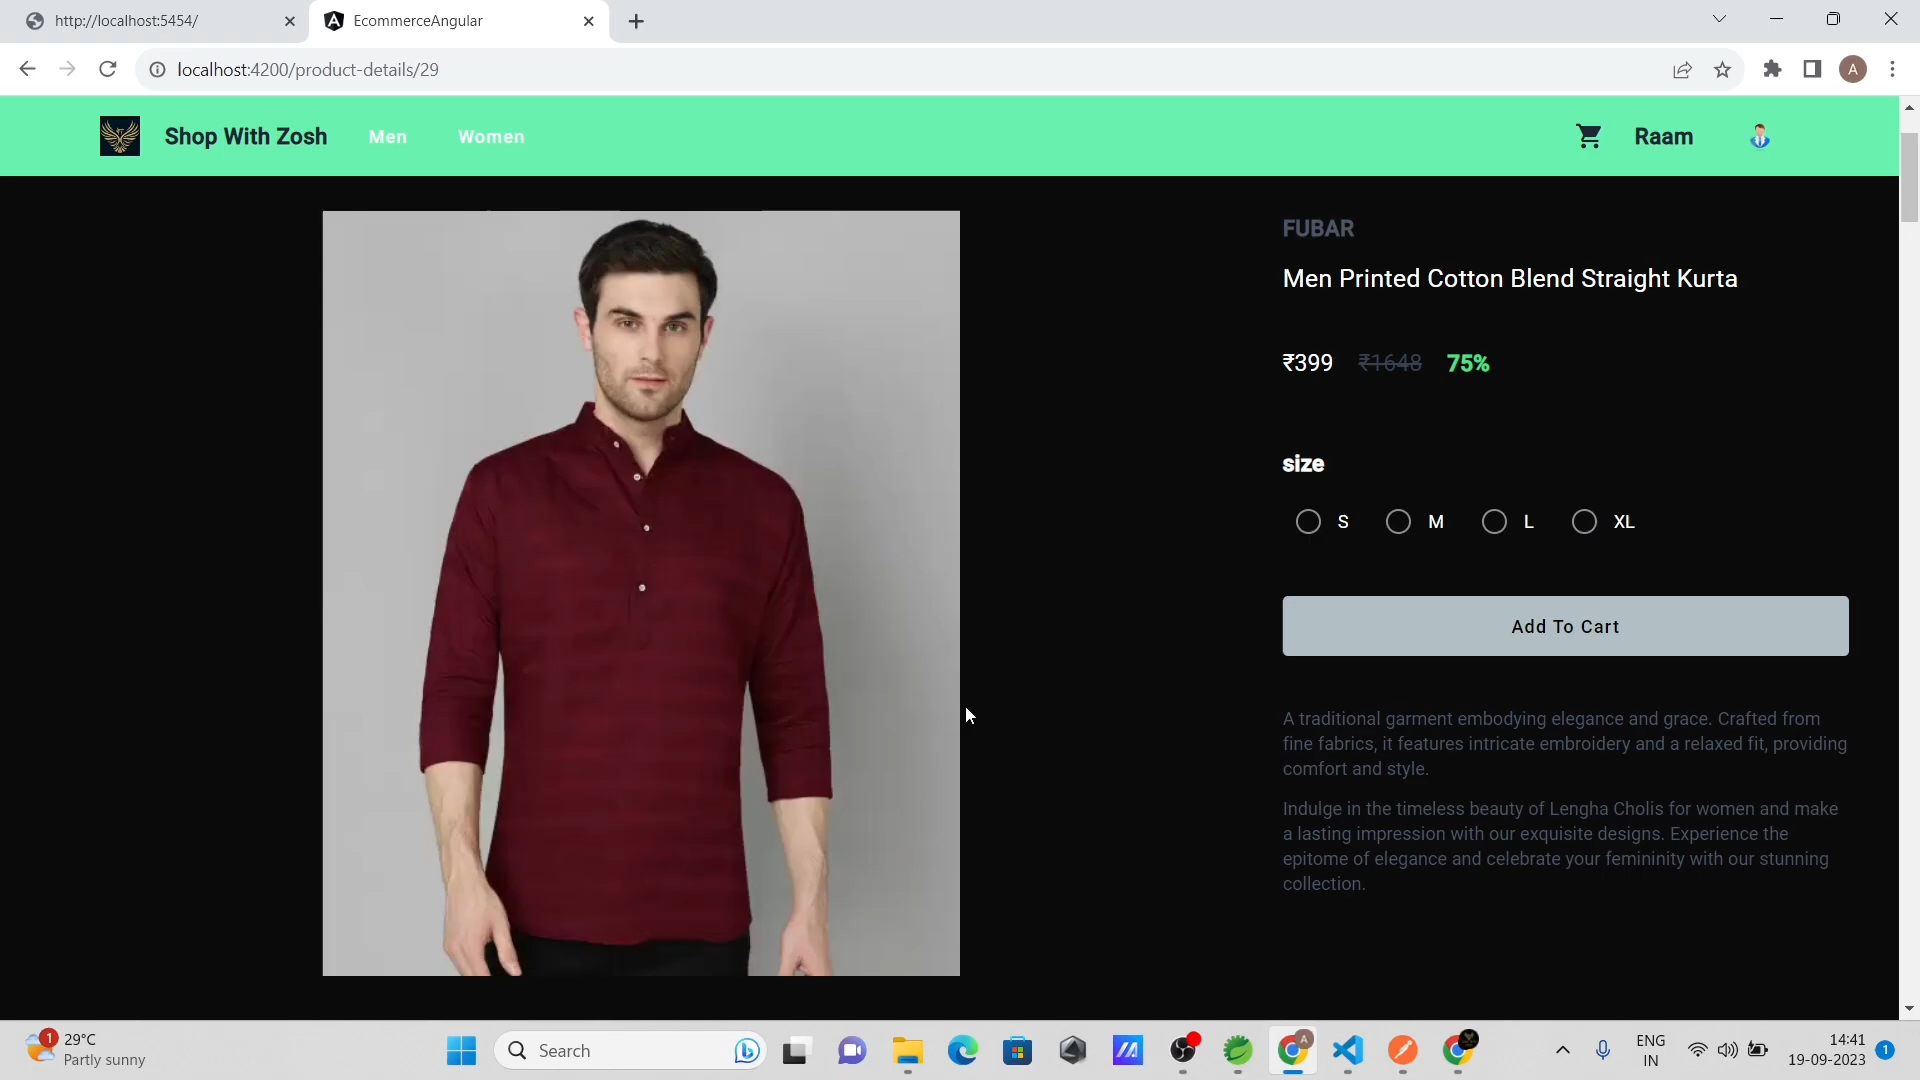 http://localhost:5454/
EcommerceAngular
localhost:4200/product-details/29
A
Shop With Zosh
Men
Women
Raam
FUBAR
Men Printed Cotton Blend Straight Kurta
₹399 ₹1648 75%
size
S M L XL
Add To Cart
A traditional garment embodying elegance and grace. Crafted from
fine fabrics, it features intricate embroidery and a relaxed fit, providing
comfort and style.
Indulge in the timeless beauty of Lengha Cholis for women and make
a lasting impression with our exquisite designs. Experience the
epitome of elegance and celebrate your femininity with our stunning
collection.
1
29°C
Partly sunny
Search
A
ENG
IN
14:41
19-09-2023
1